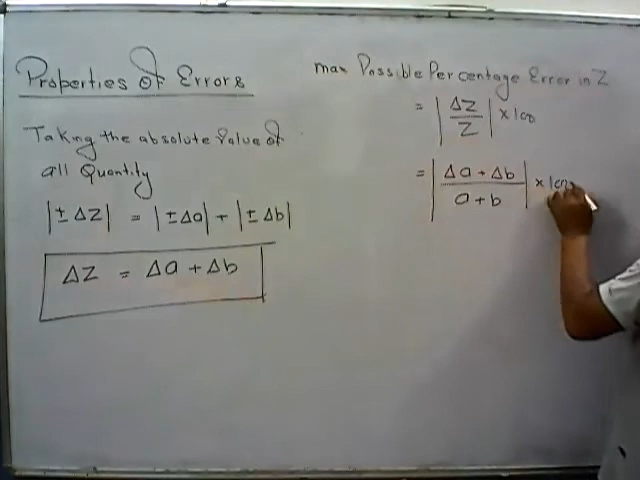 Properties Of Errors
Taking the absolute Value of
all Quantity
|± ΔZ| = |± Δa| + |± Δb|
ΔZ = Δa + Δb
max Possible Percentage Error in Z
= |ΔZ / Z| × 100
= |Δa + Δb / a + b| × 100